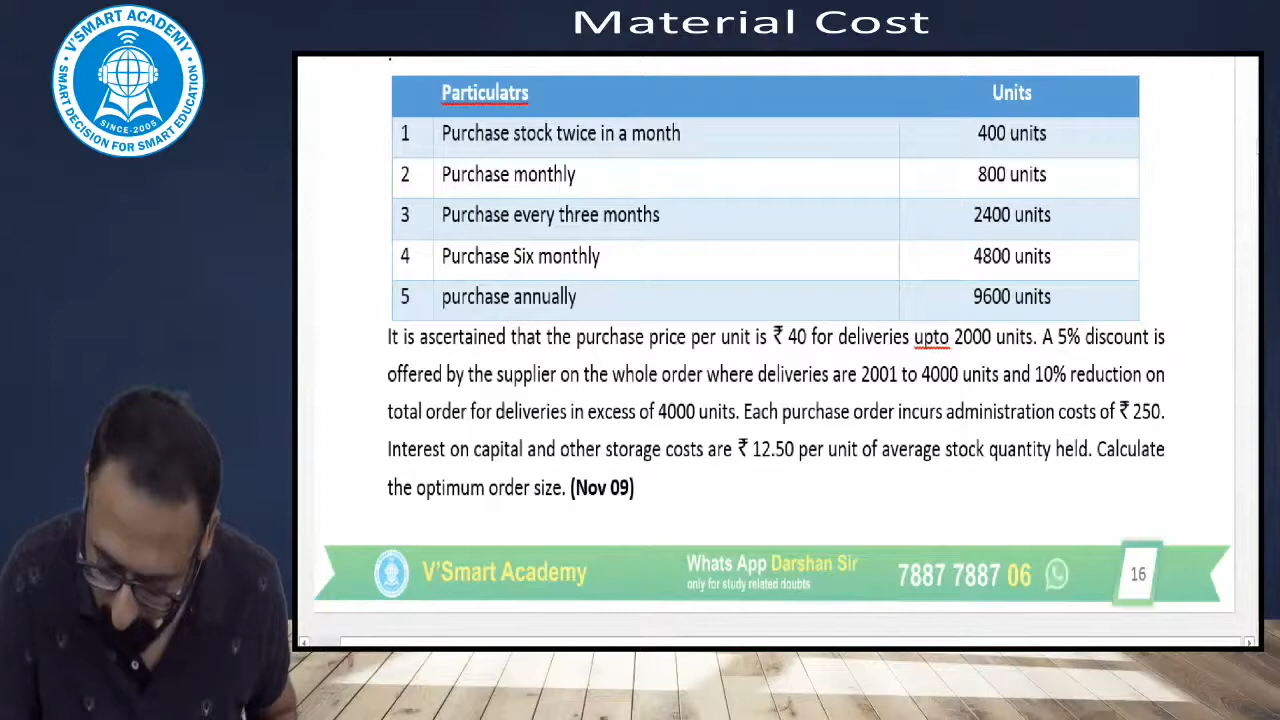 Material Cost
V'SMART ACADEMY
SINCE-2005
SMART DECISION FOR SMART EDUCATION
Particulatrs Units
1 Purchase stock twice in a month 400 units
2 Purchase monthly 800 units
3 Purchase every three months 2400 units
4 Purchase Six monthly 4800 units
5 purchase annually 9600 units
It is ascertained that the purchase price per unit is ₹ 40 for deliveries upto 2000 units. A 5% discount is
offered by the supplier on the whole order where deliveries are 2001 to 4000 units and 10% reduction on
total order for deliveries in excess of 4000 units. Each purchase order incurs administration costs of ₹ 250.
Interest on capital and other storage costs are ₹ 12.50 per unit of average stock quantity held. Calculate
the optimum order size. (Nov 09)
V'Smart Academy
Whats App Darshan Sir
only for study related doubts
7887 7887 06
16